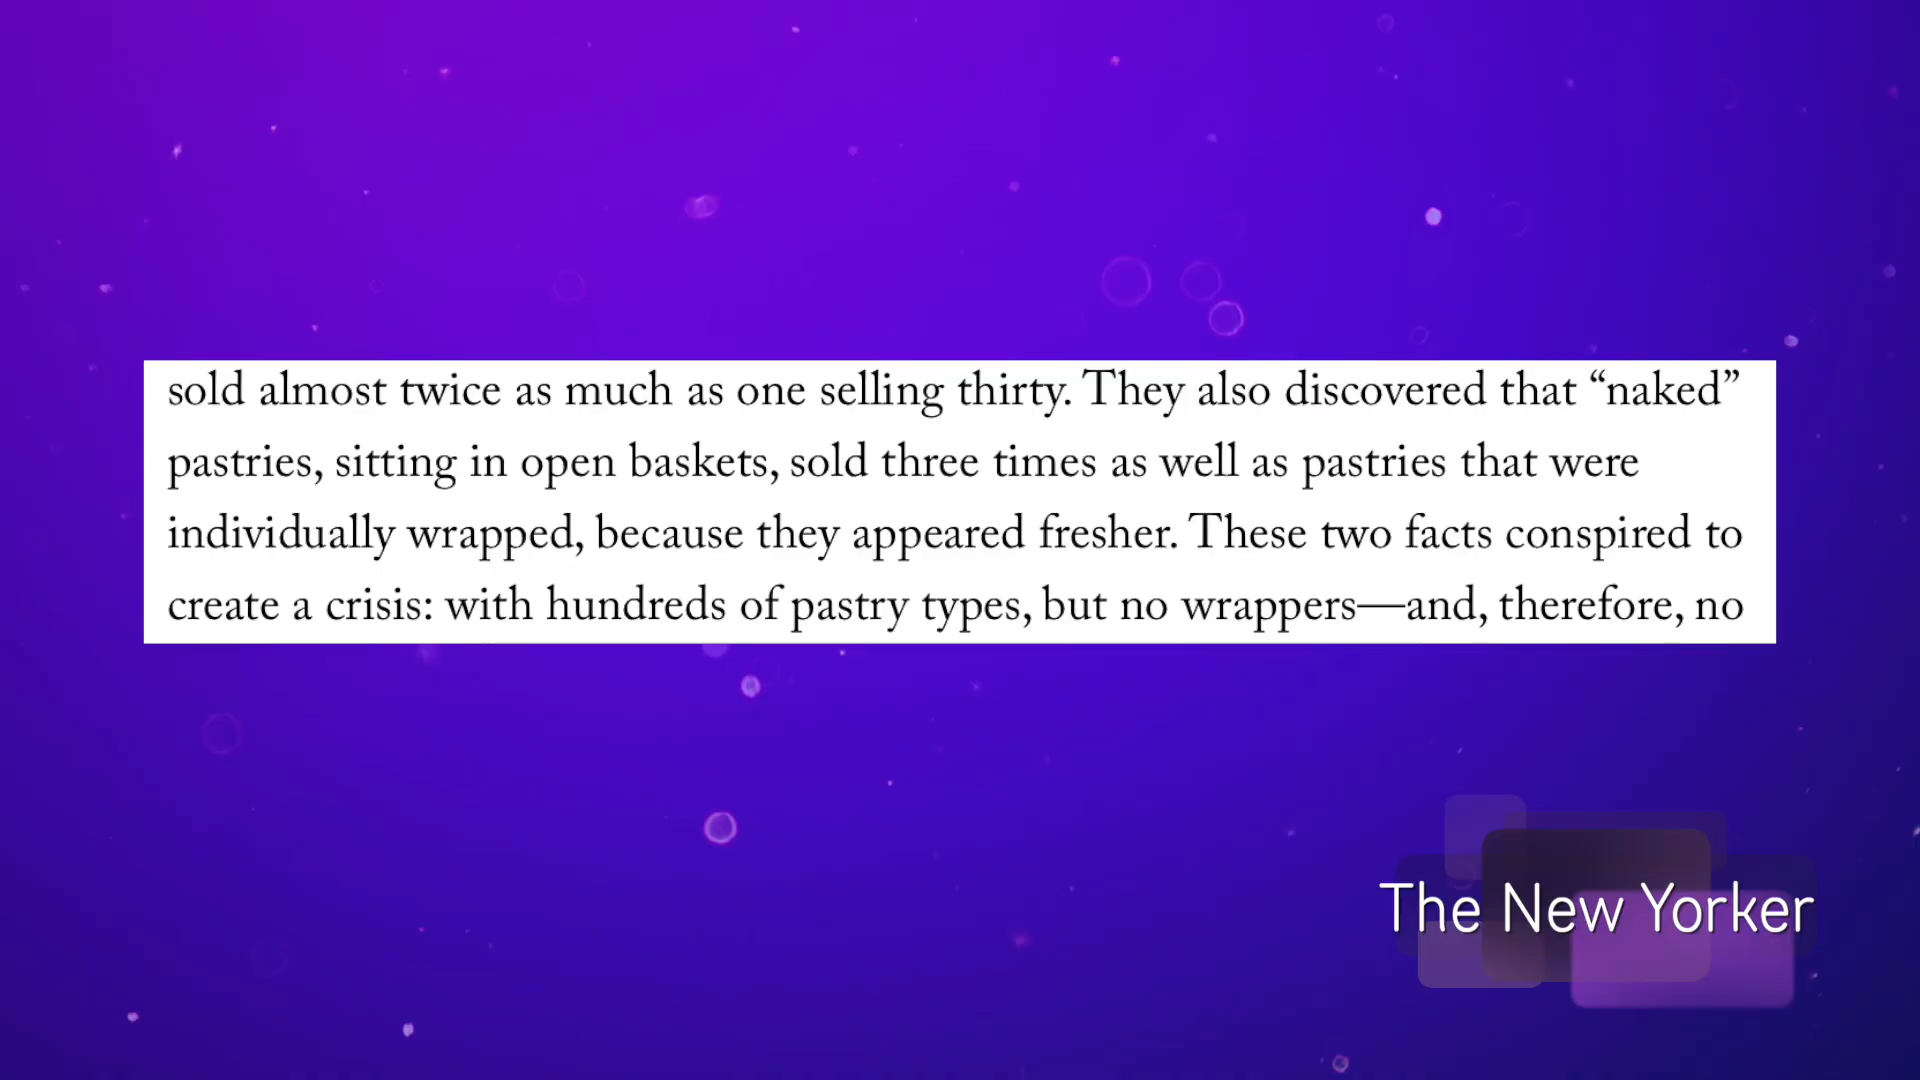 sold almost twice as much as one selling thirty. They also discovered that “naked”
pastries, sitting in open baskets, sold three times as well as pastries that were
individually wrapped, because they appeared fresher. These two facts conspired to
create a crisis: with hundreds of pastry types, but no wrappers—and, therefore, no
The New Yorker